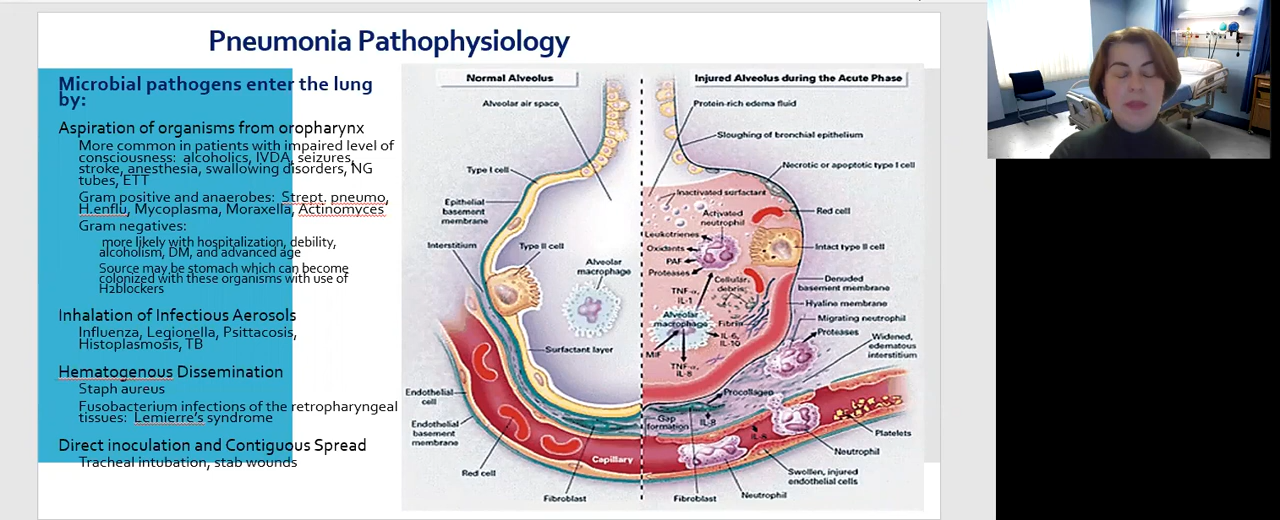 Pneumonia Pathophysiology
Microbial pathogens enter the lung
by:
Aspiration of organisms from oropharynx
More common in patients with impaired level of
consciousness: alcoholics, IVDA, seizures,
stroke, anesthesia, swallowing disorders, NG
tubes, ETT
Gram positive and anaerobes: Strept. pneumo,
H.enflu, Mycoplasma, Moraxella, Actinomyces
Gram negatives:
more likely with hospitalization, debility,
alcoholism, DM, and advanced age
Source may be stomach which can become
colonized with these organisms with use of
H2blockers
Inhalation of Infectious Aerosols
Influenza, Legionella, Psittacosis,
Histoplasmosis, TB
Hematogenous Dissemination
Staph aureus
Fusobacterium infections of the retropharyngeal
tissues: Lemierre's syndrome
Direct inoculation and Contiguous Spread
Tracheal intubation, stab wounds
Normal Alveolus
Alveolar air space
Type I cell
Epithelial
basement
membrane
Interstitium
Type II cell
Alveolar
macrophage
Surfactant layer
Endothelial
cell
Endothelial
basement
membrane
Red cell
Capillary
Fibroblast
Injured Alveolus during the Acute Phase
Protein-rich edema fluid
Sloughing of bronchial epithelium
Necrotic or apoptotic type I cell
Inactivated surfactant
Red cell
Activated
neutrophil
Leukotrienes
Oxidants
PAF
Proteases
Intact type II cell
Cellular
debris
Denuded
basement membrane
TNF-α,
IL-1
Hyaline membrane
Alveolar
macrophage
Fibrin
Migrating neutrophil
Proteases
IL-6,
IL-10
Widened,
edematous
interstitium
MIF
TNF-α,
IL-8
Procollagen
Gap
formation
IL-8
IL-8
Platelets
Neutrophil
Swollen, injured
endothelial cells
Fibroblast
Neutrophil